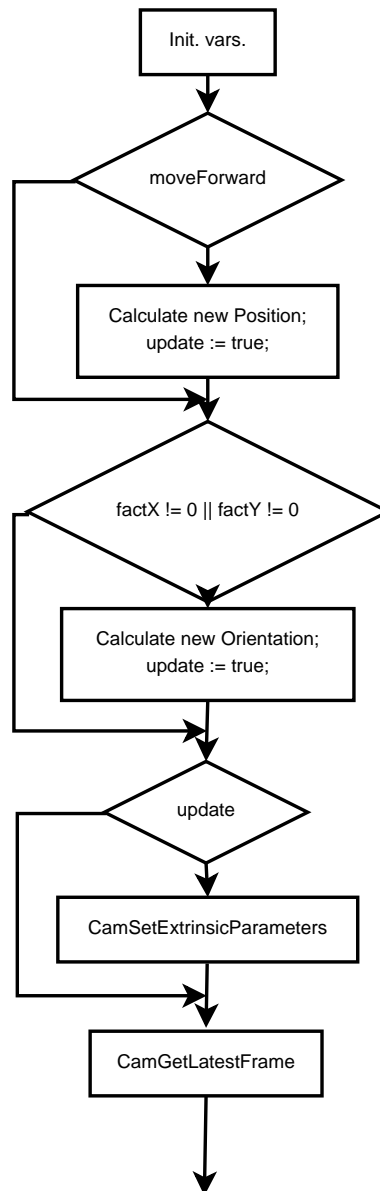 Init. vars.
moveForward
Calculate new Position;
update := true;
factX != 0 || factY != 0
Calculate new Orientation;
update := true;
update
CamSetExtrinsicParameters
CamGetLatestFrame